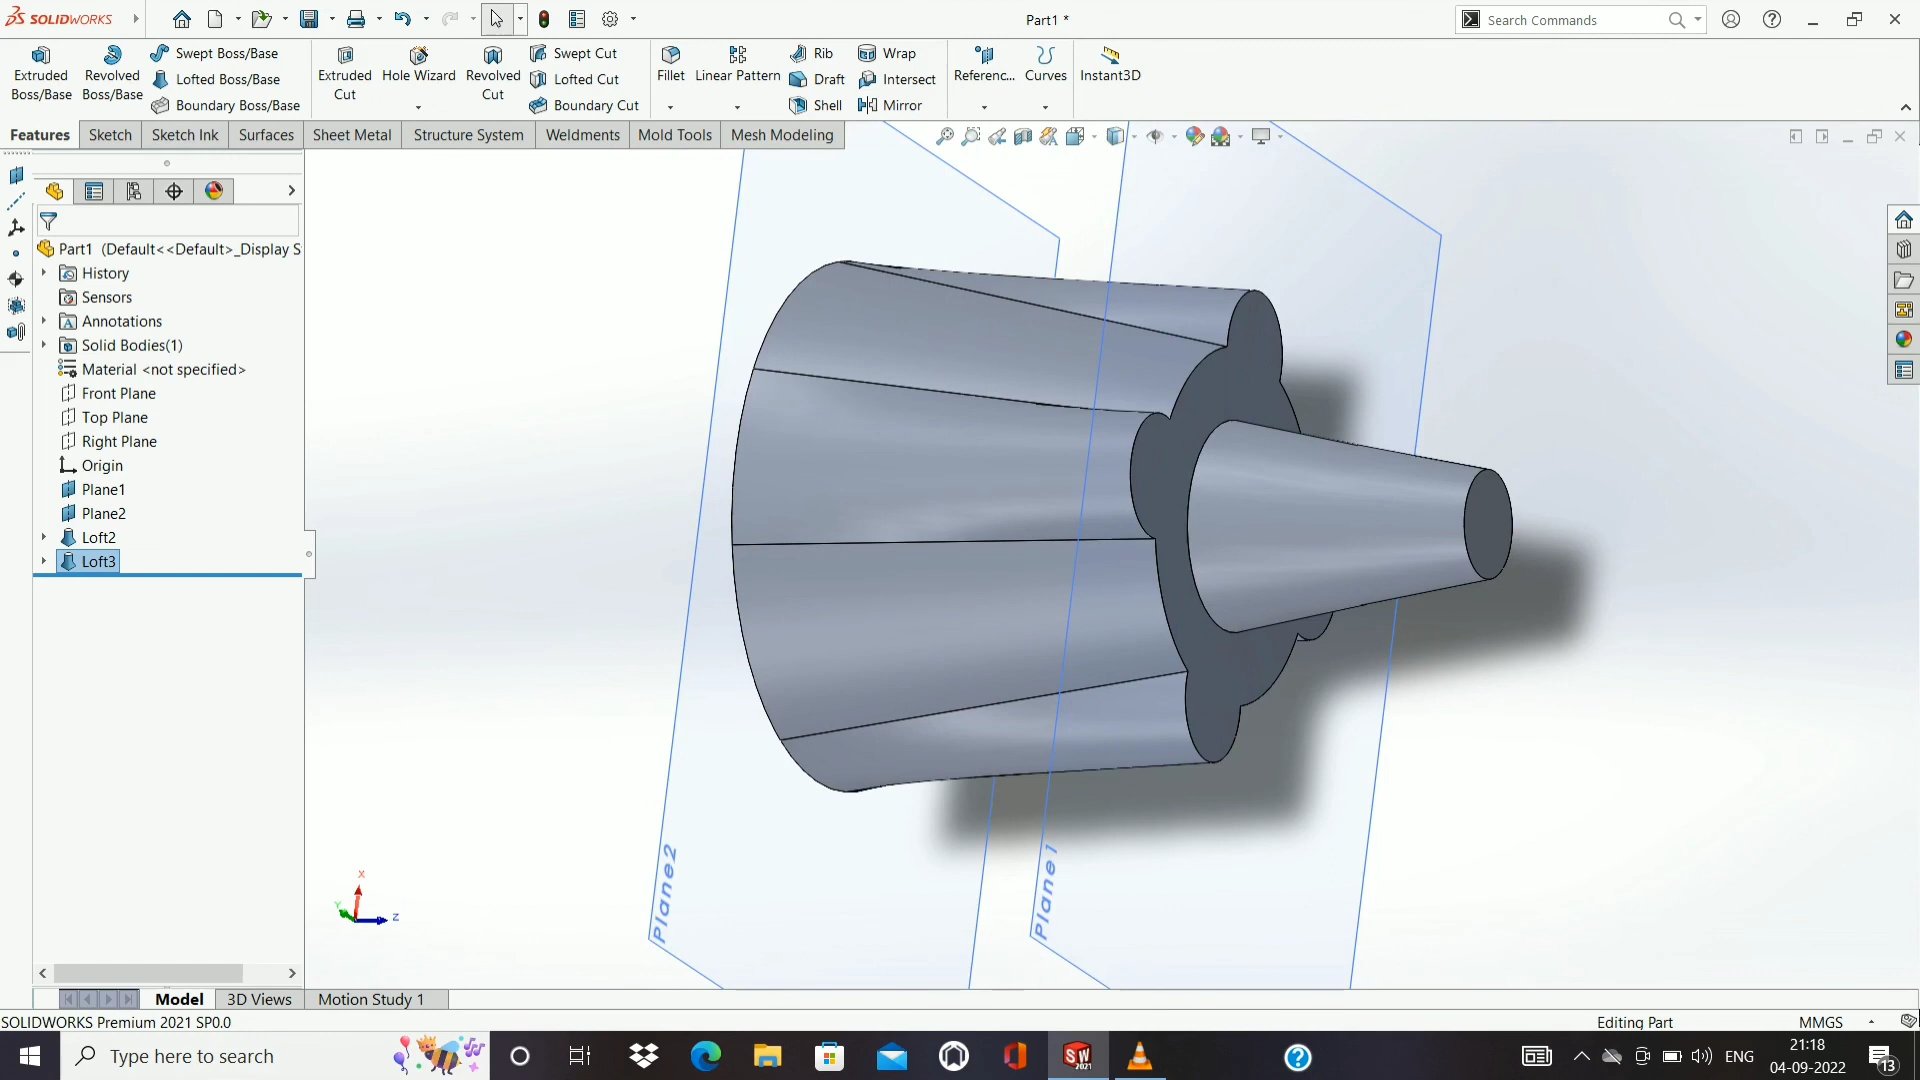 SOLIDWORKS
Part1 *
Search Commands
Extruded Boss/Base
Revolved Boss/Base
Swept Boss/Base
Lofted Boss/Base
Boundary Boss/Base
Extruded Cut
Hole Wizard
Revolved Cut
Swept Cut
Lofted Cut
Boundary Cut
Fillet
Linear Pattern
Rib
Draft
Shell
Wrap
Intersect
Mirror
Referenc...
Curves
Instant3D
Features
Sketch
Sketch Ink
Surfaces
Sheet Metal
Structure System
Weldments
Mold Tools
Mesh Modeling
Part1 (Default<<Default>_Display S
History
Sensors
Annotations
Solid Bodies(1)
Material <not specified>
Front Plane
Top Plane
Right Plane
Origin
Plane1
Plane2
Loft2
Loft3
Plane2
Plane1
X
Y
Z
Model
3D Views
Motion Study 1
SOLIDWORKS Premium 2021 SP0.0
Editing Part
MMGS
Type here to search
SW
2021
ENG
21:18
04-09-2022
13